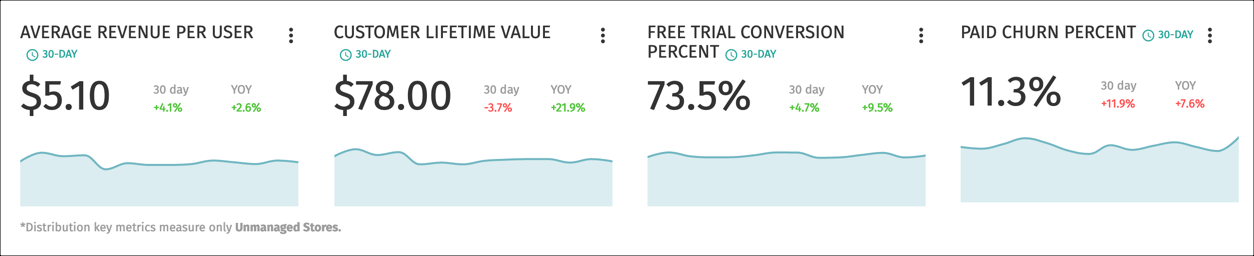 AVERAGE REVENUE PER USER
30-DAY
$5.10
30 day
+4.1%
YOY
+2.6%
CUSTOMER LIFETIME VALUE
30-DAY
$78.00
30 day
-3.7%
YOY
+21.9%
FREE TRIAL CONVERSION
PERCENT 30-DAY
73.5%
30 day
+4.7%
YOY
+9.5%
PAID CHURN PERCENT 30-DAY
11.3%
30 day
+11.9%
YOY
+7.6%
*Distribution key metrics measure only Unmanaged Stores.